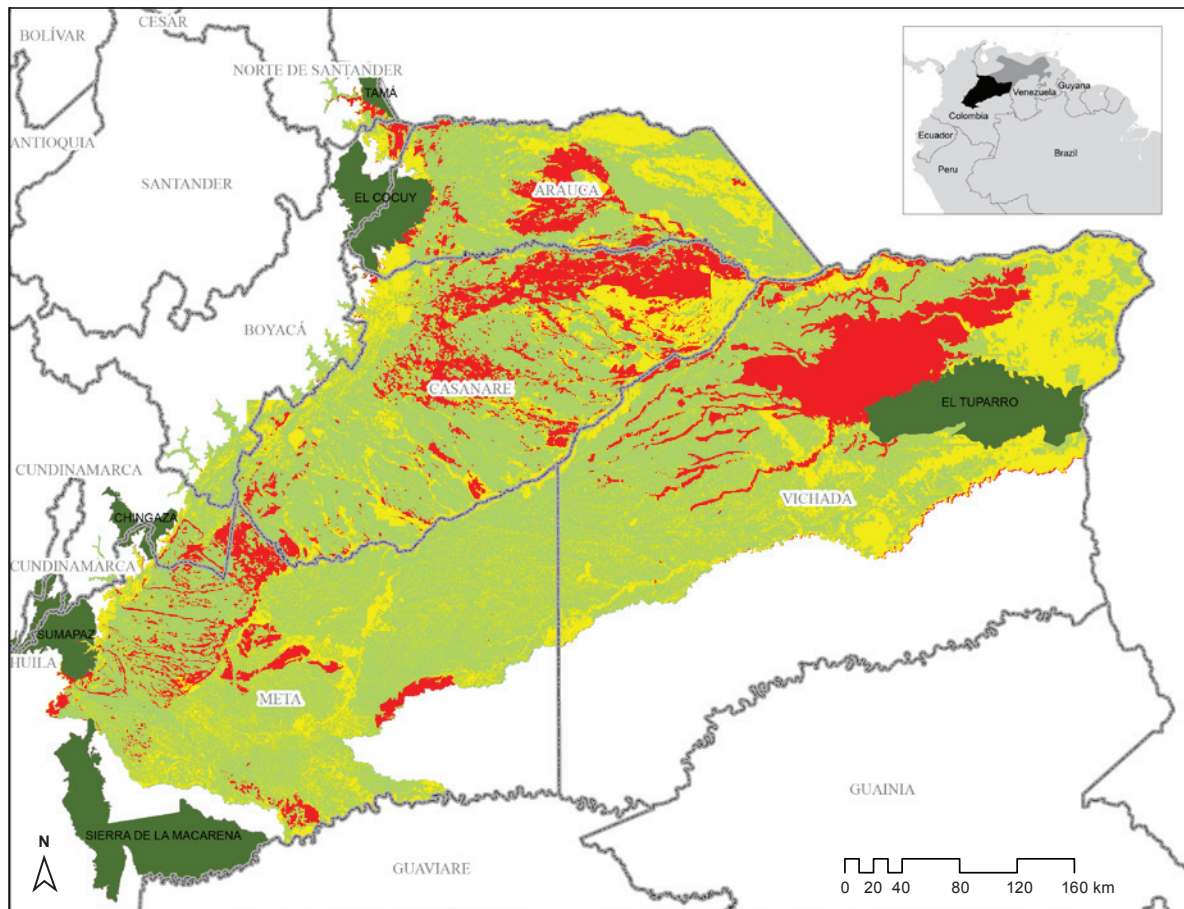 CESAR
BOLÍVAR
NORTE DE SANTANDER
TAMÁ
ANTIOQUIA
SANTANDER
EL COCUY
ARAUCA
Venezuela
Guyana
Colombia
Ecuador
Peru
Brazil
BOYACÁ
CASANARE
EL TUPARRO
CUNDINAMARCA
VICHADA
CHINGAZA
CUNDINAMARCA
SUMAPAZ
HUILA
META
GUAINIA
SIERRA DE LA MACARENA
GUAVIARE
N
0 20 40 80 120 160 km